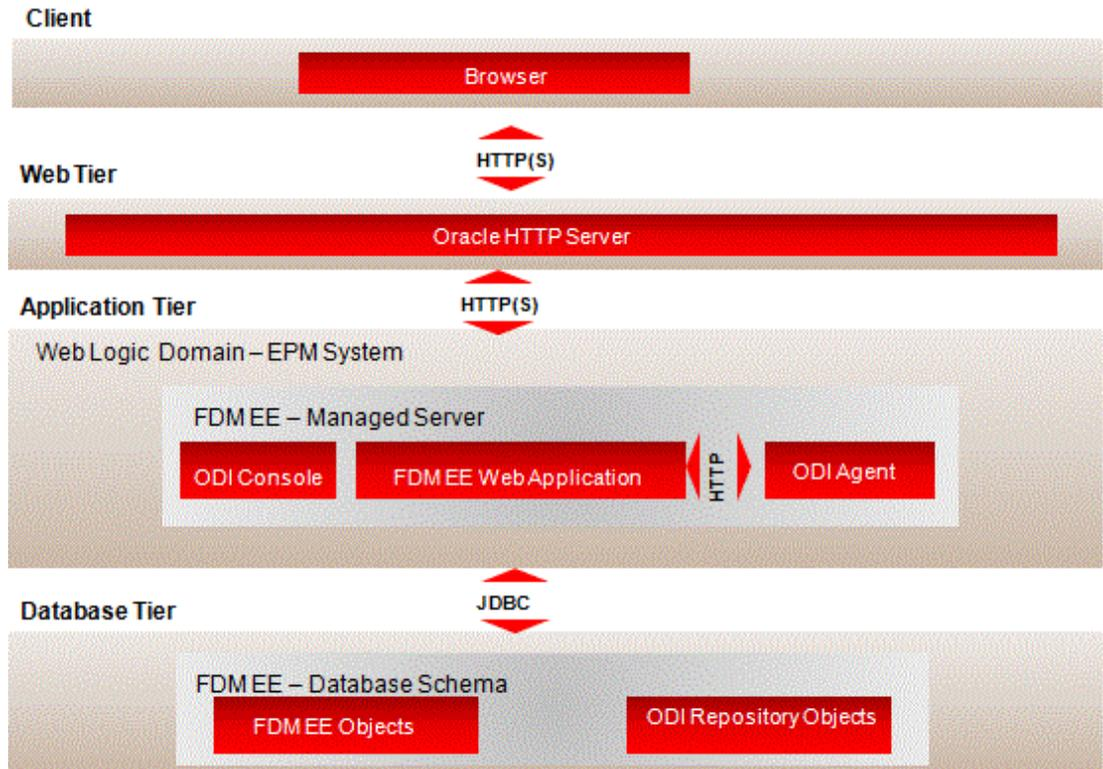 Client
Browser
HTTP(S)
Web Tier
Oracle HTTP Server
Application Tier
HTTP(S)
Web Logic Domain – EPM System
FDM EE – Managed Server
ODI Console
FDM EE Web Application
HTTP
ODI Agent
Database Tier
JDBC
FDM EE – Database Schema
FDM EE Objects
ODI Repository Objects